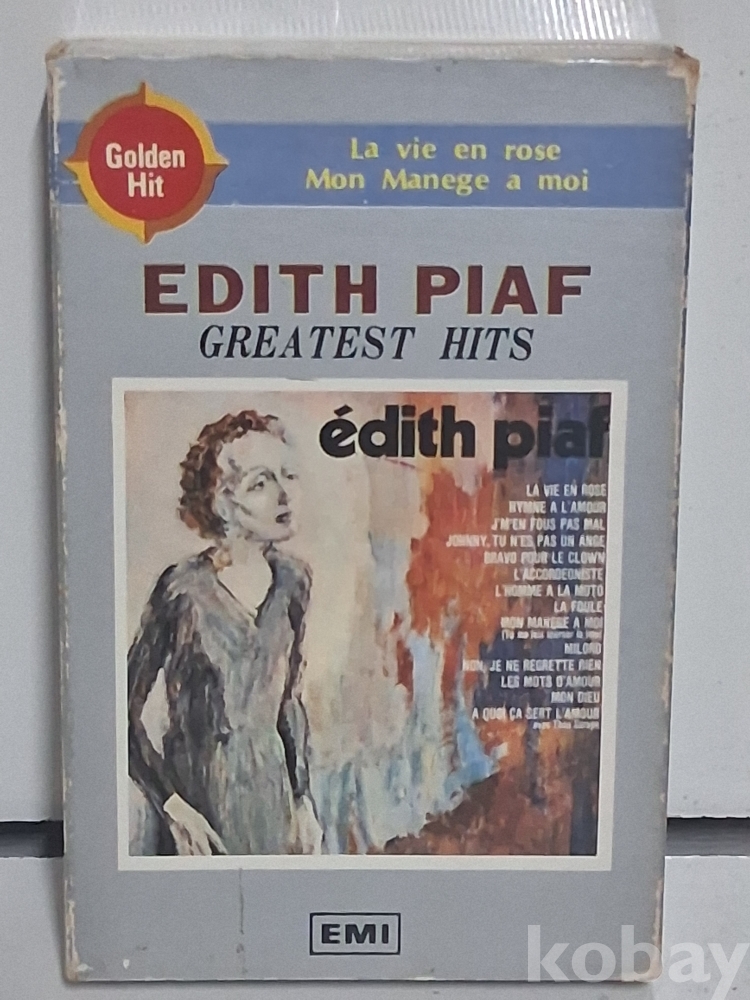 Golden
Hit
La vie en rose
Mon Manege a moi
EDITH PIAF
GREATEST HITS
édith piaf
LA VIE EN ROSE
HYMNE A L'AMOUR
J'M'EN FOUS PAS MAL
JOHNNY, TU N'ES PAS UN ANGE
BRAVO POUR LE CLOWN
L'ACCORDEONISTE
L'HOMME A LA MOTO
LA FOULE
MON MANEGE A MOI
MILORD
NON, JE NE REGRETTE RIEN
LES MOTS D'AMOUR
MON DIEU
A QUOI ÇA SERT L'AMOUR
EMI
kobay